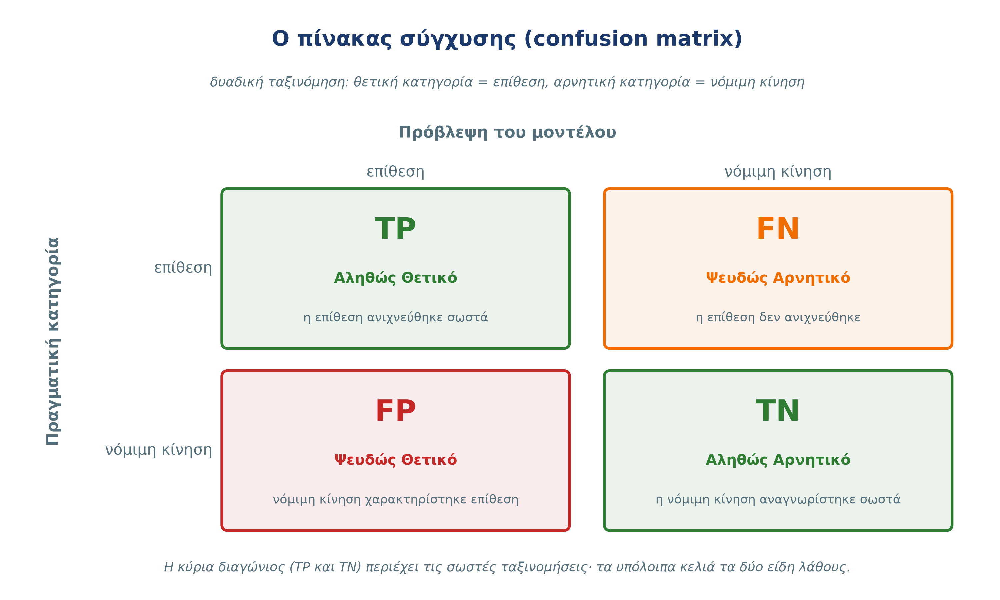 Ο πίνακας σύγχυσης (confusion matrix)
δυαδική ταξινόμηση: θετική κατηγορία = επίθεση, αρνητική κατηγορία = νόμιμη κίνηση
Πρόβλεψη του μοντέλου
επίθεση
νόμιμη κίνηση
Πραγματική κατηγορία
επίθεση
TP
Αληθώς Θετικό
η επίθεση ανιχνεύθηκε σωστά
FN
Ψευδώς Αρνητικό
η επίθεση δεν ανιχνεύθηκε
νόμιμη κίνηση
FP
Ψευδώς Θετικό
νόμιμη κίνηση χαρακτηρίστηκε επίθεση
TN
Αληθώς Αρνητικό
η νόμιμη κίνηση αναγνωρίστηκε σωστά
Η κύρια διαγώνιος (TP και TN) περιέχει τις σωστές ταξινομήσεις· τα υπόλοιπα κελιά τα δύο είδη λάθους.